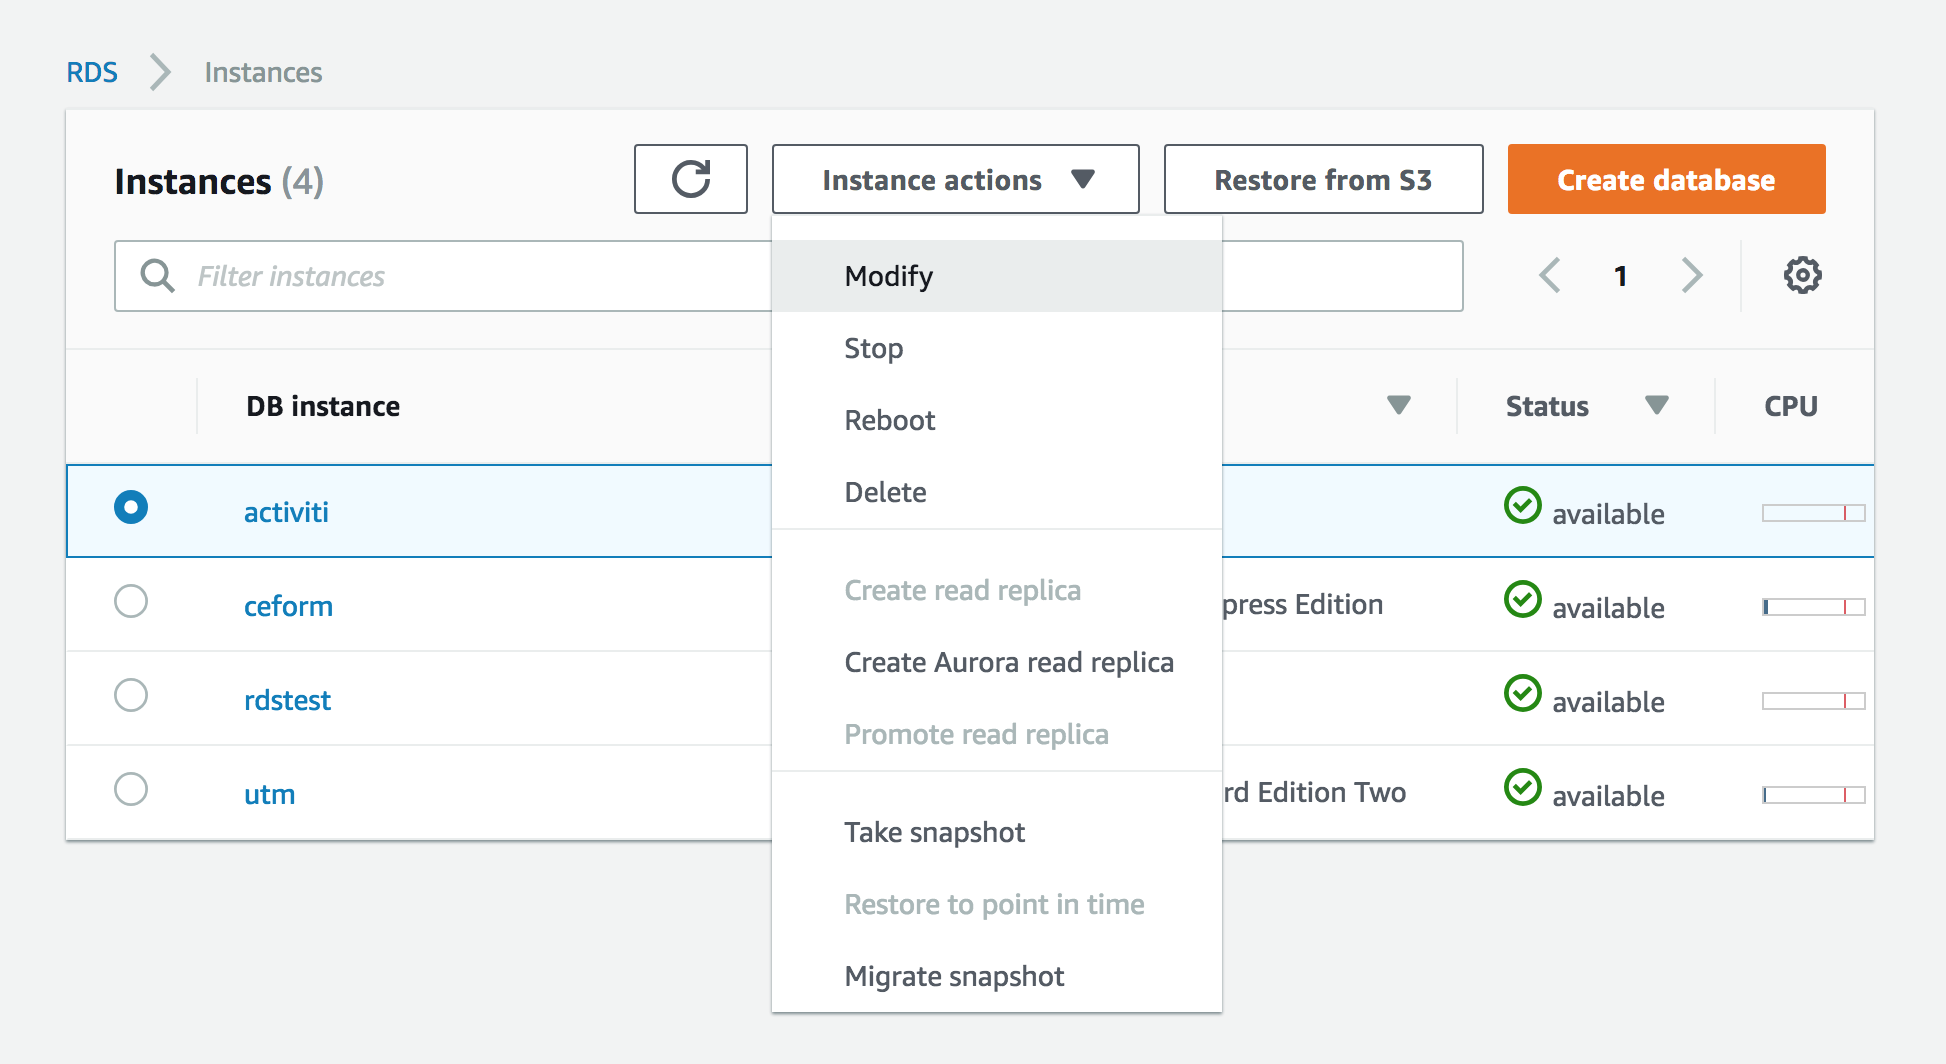 RDS Instances
Instances (4) Instance actions Restore from S3 Create database
Filter instances 1
Modify
Stop
DB instance Status CPU
Reboot
Delete
activiti available
Create read replica
ceform press Edition available
Create Aurora read replica
rdstest available
Promote read replica
utm rd Edition Two available
Take snapshot
Restore to point in time
Migrate snapshot